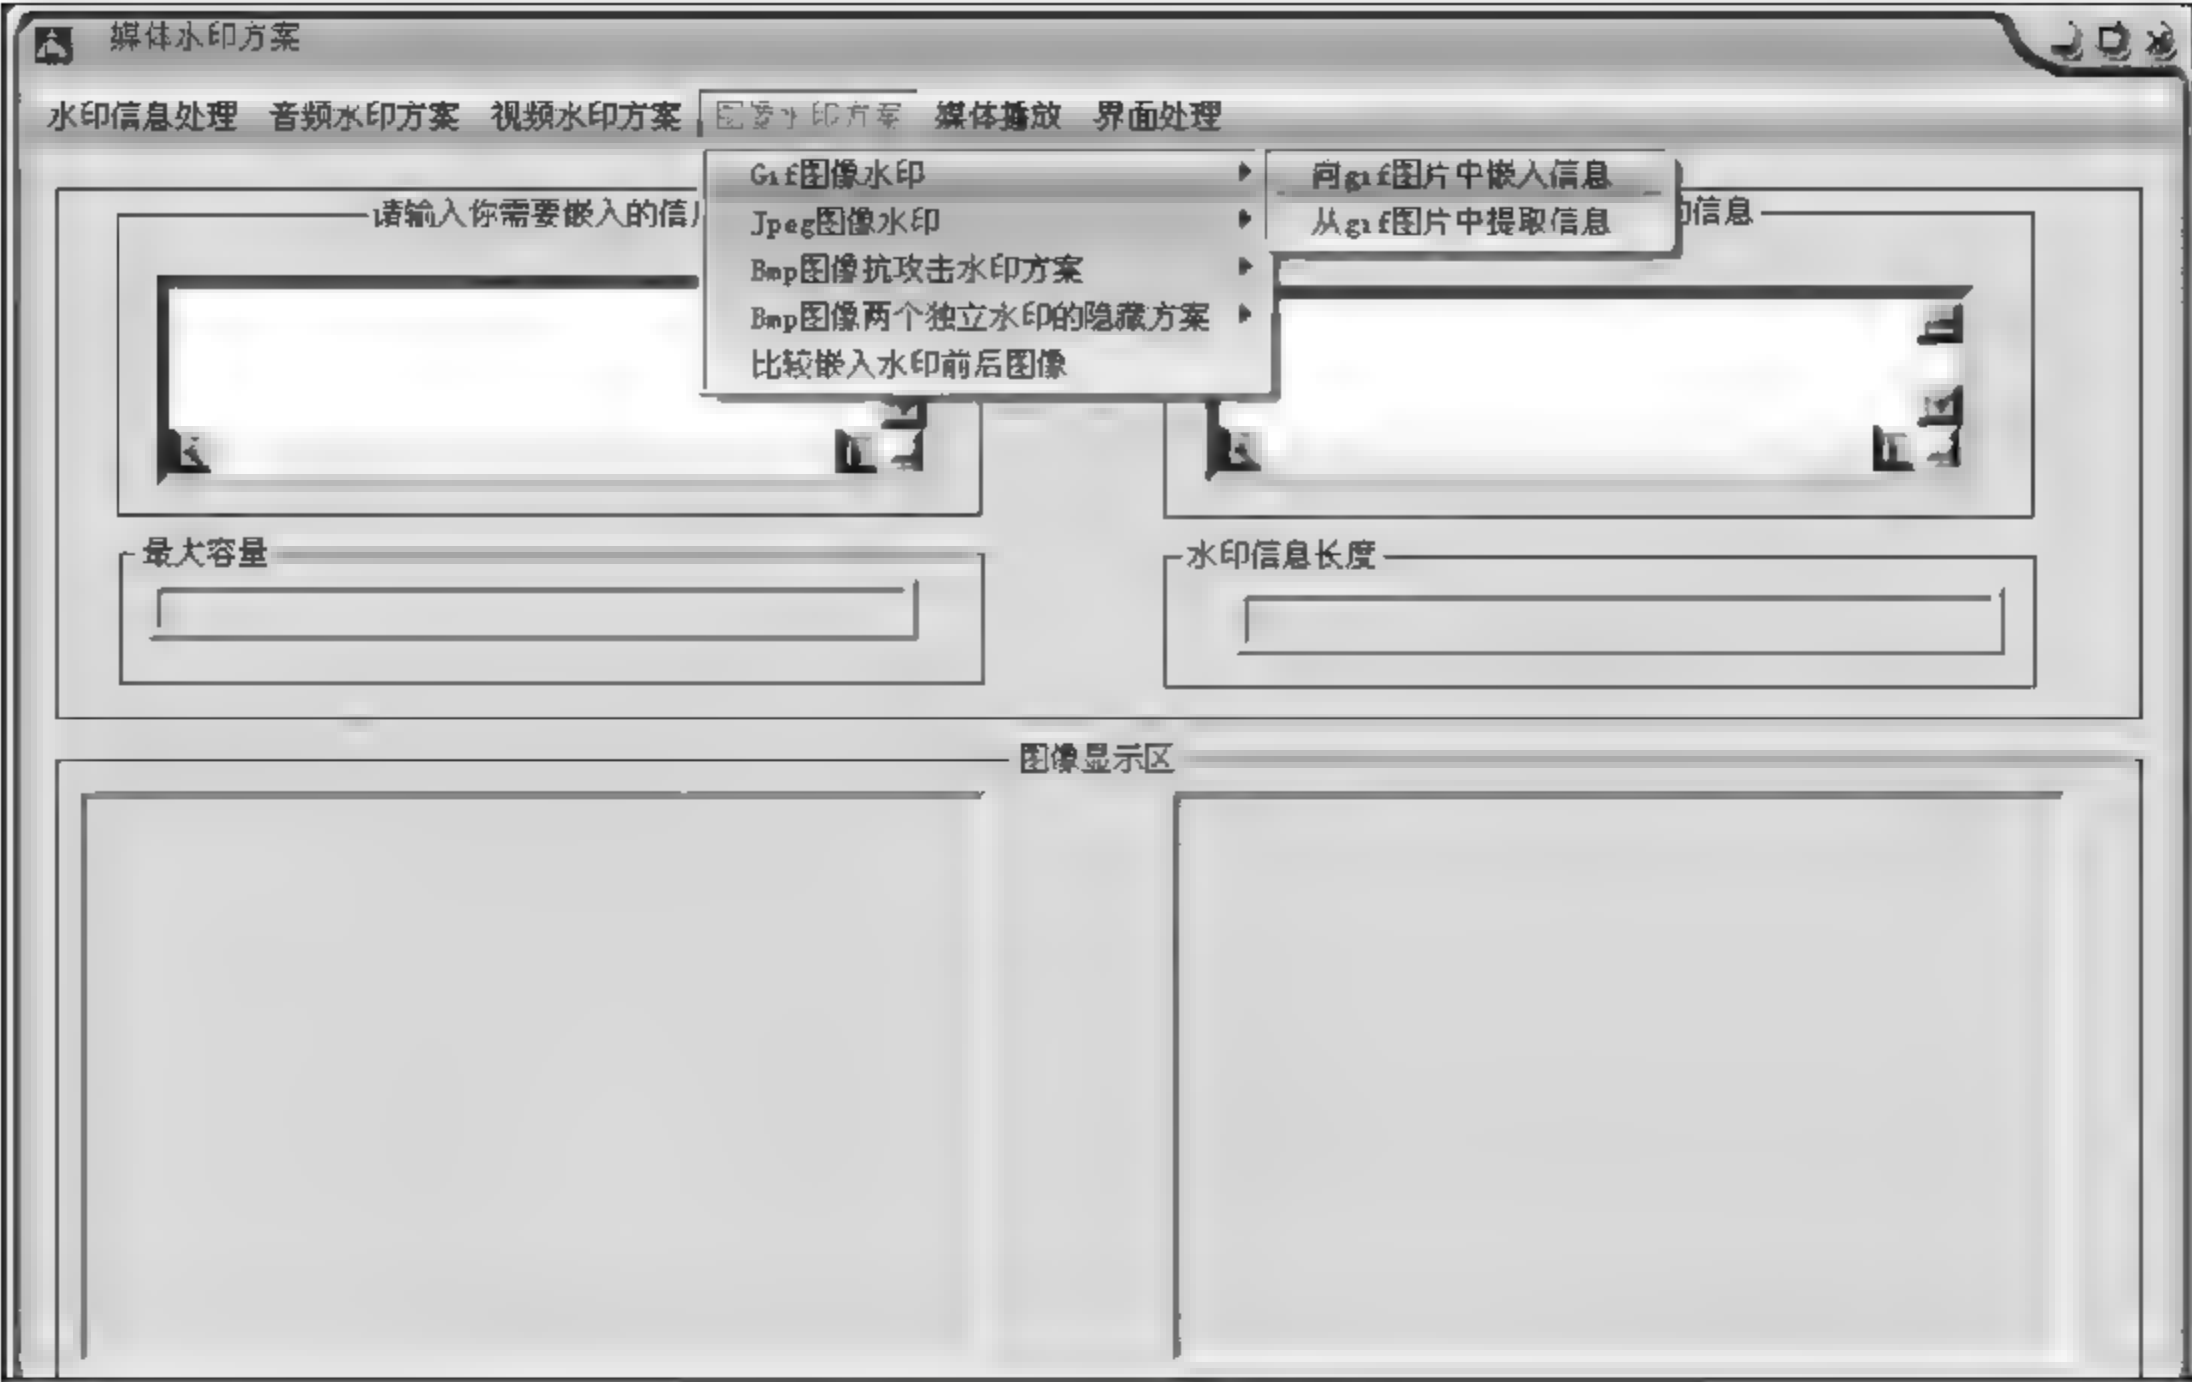 媒体水印方案
水印信息处理 音频水印方案 视频水印方案 图像水印方案 媒体播放 界面处理
Gif图像水印
Jpeg图像水印
Bmp图像抗攻击水印方案
Bmp图像两个独立水印的隐藏方案
比较嵌入水印前后图像
向gif图片中嵌入信息
从gif图片中提取信息
请输入你需要嵌入的信
的信息
最大容量
水印信息长度
图像显示区